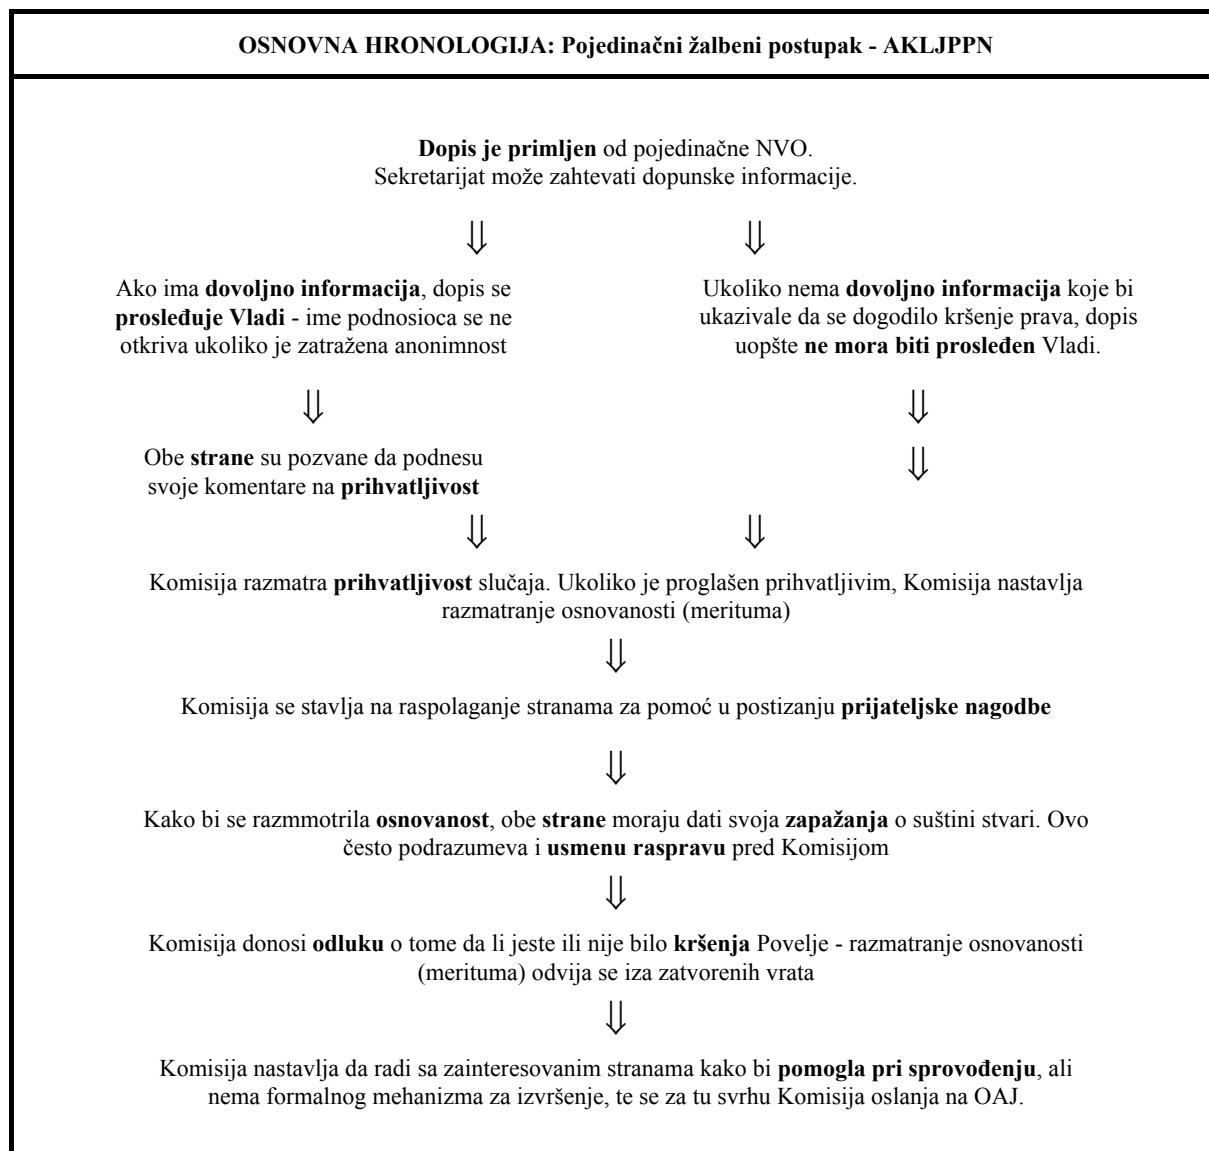 OSNOVNA HRONOLOGIJA: Pojedinačni žalbeni postupak - AKLJPPN
Dopis je primljen od pojedinačne NVO.
Sekretarijat može zahtevati dopunske informacije.
⇓ ⇓
Ako ima dovoljno informacija, dopis se
prosleđuje Vladi - ime podnosioca se ne
otkriva ukoliko je zatražena anonimnost
Ukoliko nema dovoljno informacija koje bi
ukazivale da se dogodilo kršenje prava, dopis
uopšte ne mora biti prosleđen Vladi.
⇓ ⇓
Obe strane su pozvane da podnesu
svoje komentare na prihvatljivost
⇓
⇓ ⇓
Komisija razmatra prihvatljivost slučaja. Ukoliko je proglašen prihvatljivim, Komisija nastavlja
razmatranje osnovanosti (merituma)
⇓
Komisija se stavlja na raspolaganje stranama za pomoć u postizanju prijateljske nagodbe
⇓
Kako bi se razmmotrila osnovanost, obe strane moraju dati svoja zapažanja o suštini stvari. Ovo
često podrazumeva i usmenu raspravu pred Komisijom
⇓
Komisija donosi odluku o tome da li jeste ili nije bilo kršenja Povelje - razmatranje osnovanosti
(merituma) odvija se iza zatvorenih vrata
⇓
Komisija nastavlja da radi sa zainteresovanim stranama kako bi pomogla pri sprovođenju, ali
nema formalnog mehanizma za izvršenje, te se za tu svrhu Komisija oslanja na OAJ.